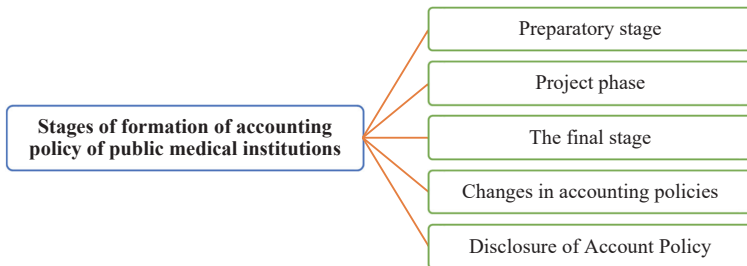 Stages of formation of accounting
policy of public medical institutions
Preparatory stage
Project phase
The final stage
Changes in accounting policies
Disclosure of Account Policy